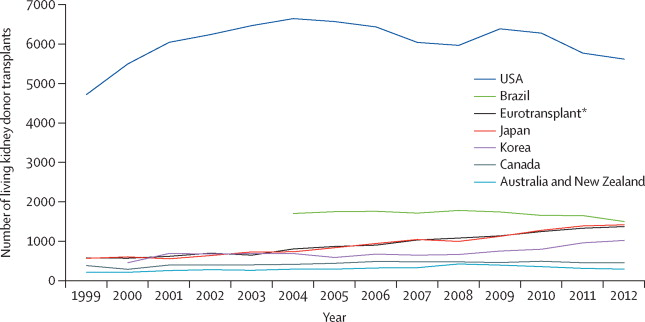 Number of living kidney donor transplants
7000
6000
5000
4000
3000
2000
1000
0
USA
Brazil
Eurotransplant*
Japan
Korea
Canada
Australia and New Zealand
1999 2000 2001 2002 2003 2004 2005 2006 2007 2008 2009 2010 2011 2012
Year